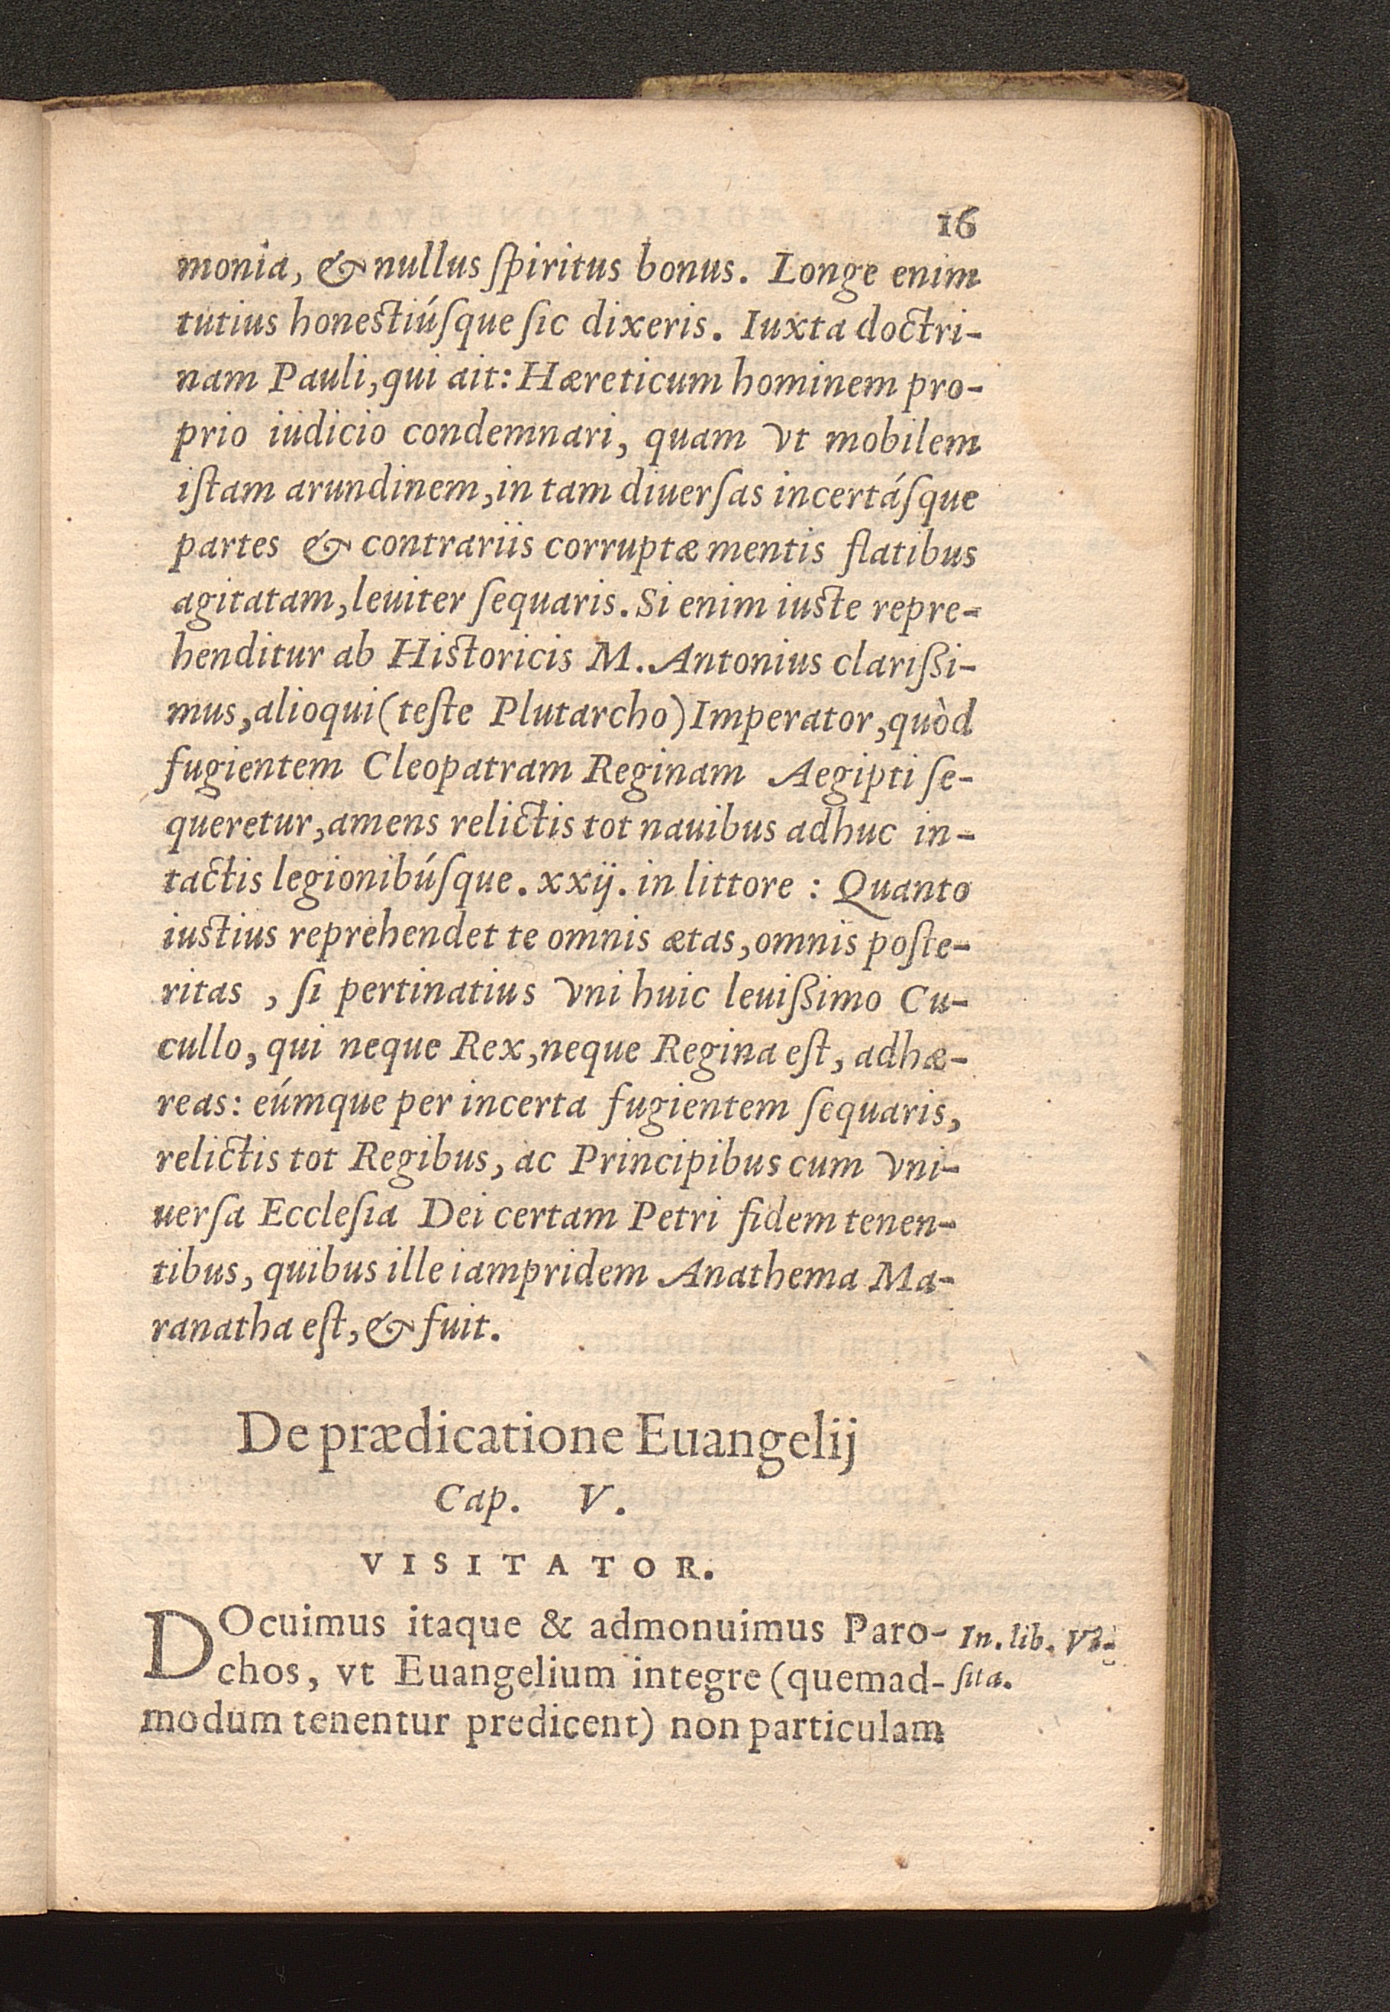 16
monia, & nullus ſpiritus bonus. Longe enim
tutius honeſtiúſque ſic dixeris. Iuxta doctri-
nam Pauli, qui ait: Hæreticum hominem pro-
prio iudicio condemnari, quam vt mobilem
iſtam arundinem, in tam diuerſas incertáſque
partes & contrariis corruptæ mentis flatibus
agitatam, leuiter ſequaris. Si enim iuſte repre-
henditur ab Hiſtoricis M. Antonius clariſſi-
mus, alioqui (teſte Plutarcho) Imperator, quòd
fugientem Cleopatram Reginam Aegipti ſe-
queretur, amens relictis tot nauibus adhuc in-
tactis legionibúſque. xxij. in littore : Quanto
iuſtius reprehendet te omnis ætas, omnis poſte-
ritas , ſi pertinatius vni huic leuiſſimo Cu-
cullo, qui neque Rex, neque Regina eſt, adhæ-
reas: eúmque per incerta fugientem ſequaris,
relictis tot Regibus, ac Principibus cum vni-
uerſa Eccleſia Dei certam Petri fidem tenen-
tibus, quibus ille iampridem Anathema Ma-
ranatha eſt, & fuit.
De prædicatione Euangelij
Cap. V.
VISITATOR.
DOcuimus itaque & admonuimus Paro-
chos, vt Euangelium integre (quemad-
modum tenentur predicent) non particulam
In. lib. Vi-
ſita.